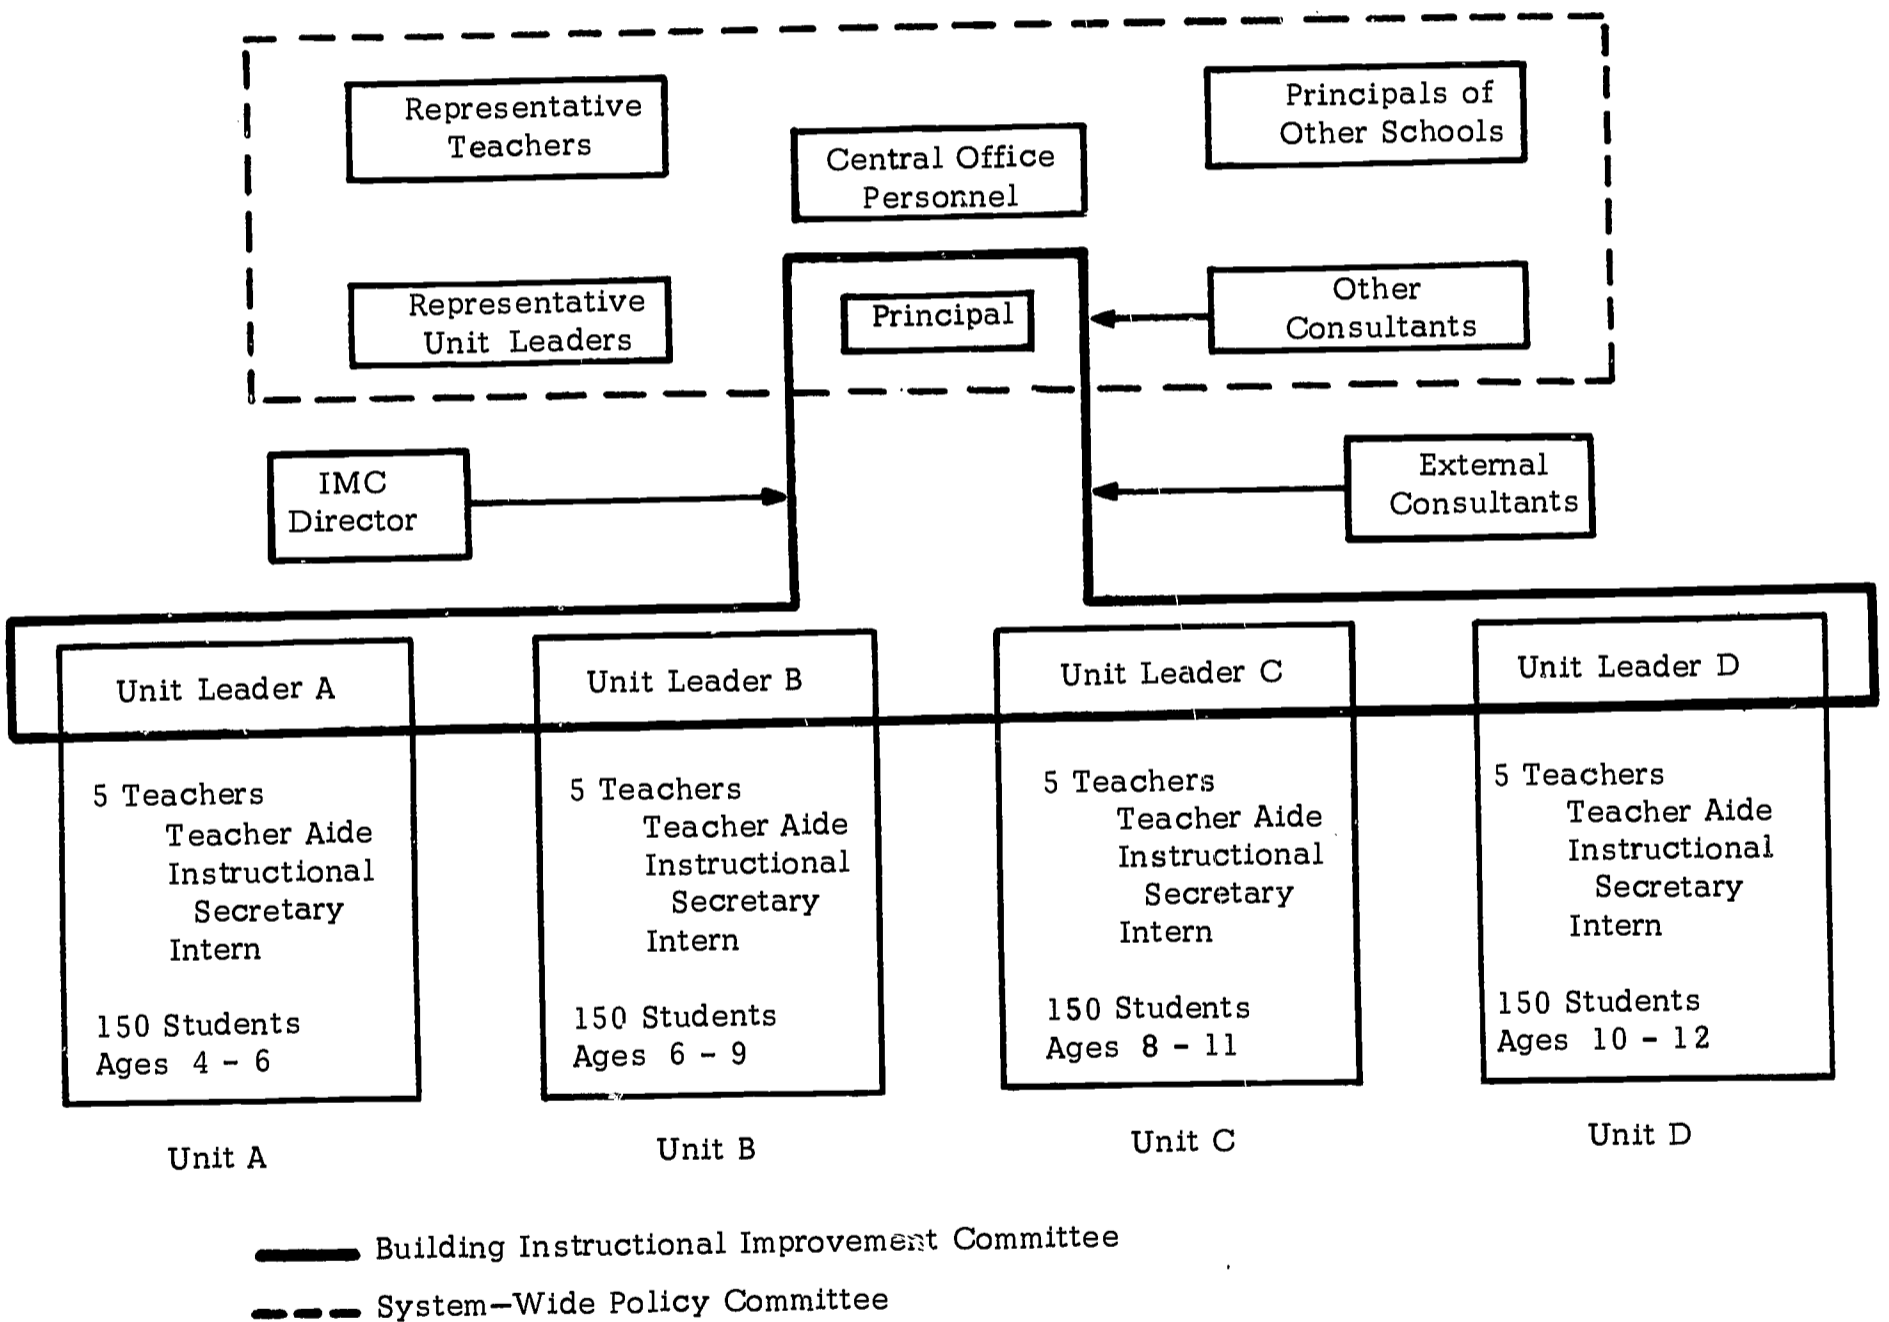 Representative
Teachers
Central Office
Personnel
Principals of
Other Schools
Representative
Unit Leaders
Principal
Other
Consultants
IMC
Director
External
Consultants
Unit Leader A
5 Teachers
Teacher Aide
Instructional
Secretary
Intern
150 Students
Ages 4 - 6
Unit A
Unit Leader B
5 Teachers
Teacher Aide
Instructional
Secretary
Intern
150 Students
Ages 6 - 9
Unit B
Unit Leader C
5 Teachers
Teacher Aide
Instructional
Secretary
Intern
150 Students
Ages 8 - 11
Unit C
Unit Leader D
5 Teachers
Teacher Aide
Instructional
Secretary
Intern
150 Students
Ages 10 - 12
Unit D
Building Instructional Improvement Committee
System-Wide Policy Committee